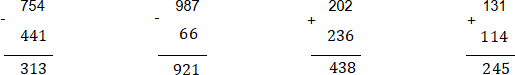 754 987 202 131
- - + +
441 66 236 114
313 921 438 245